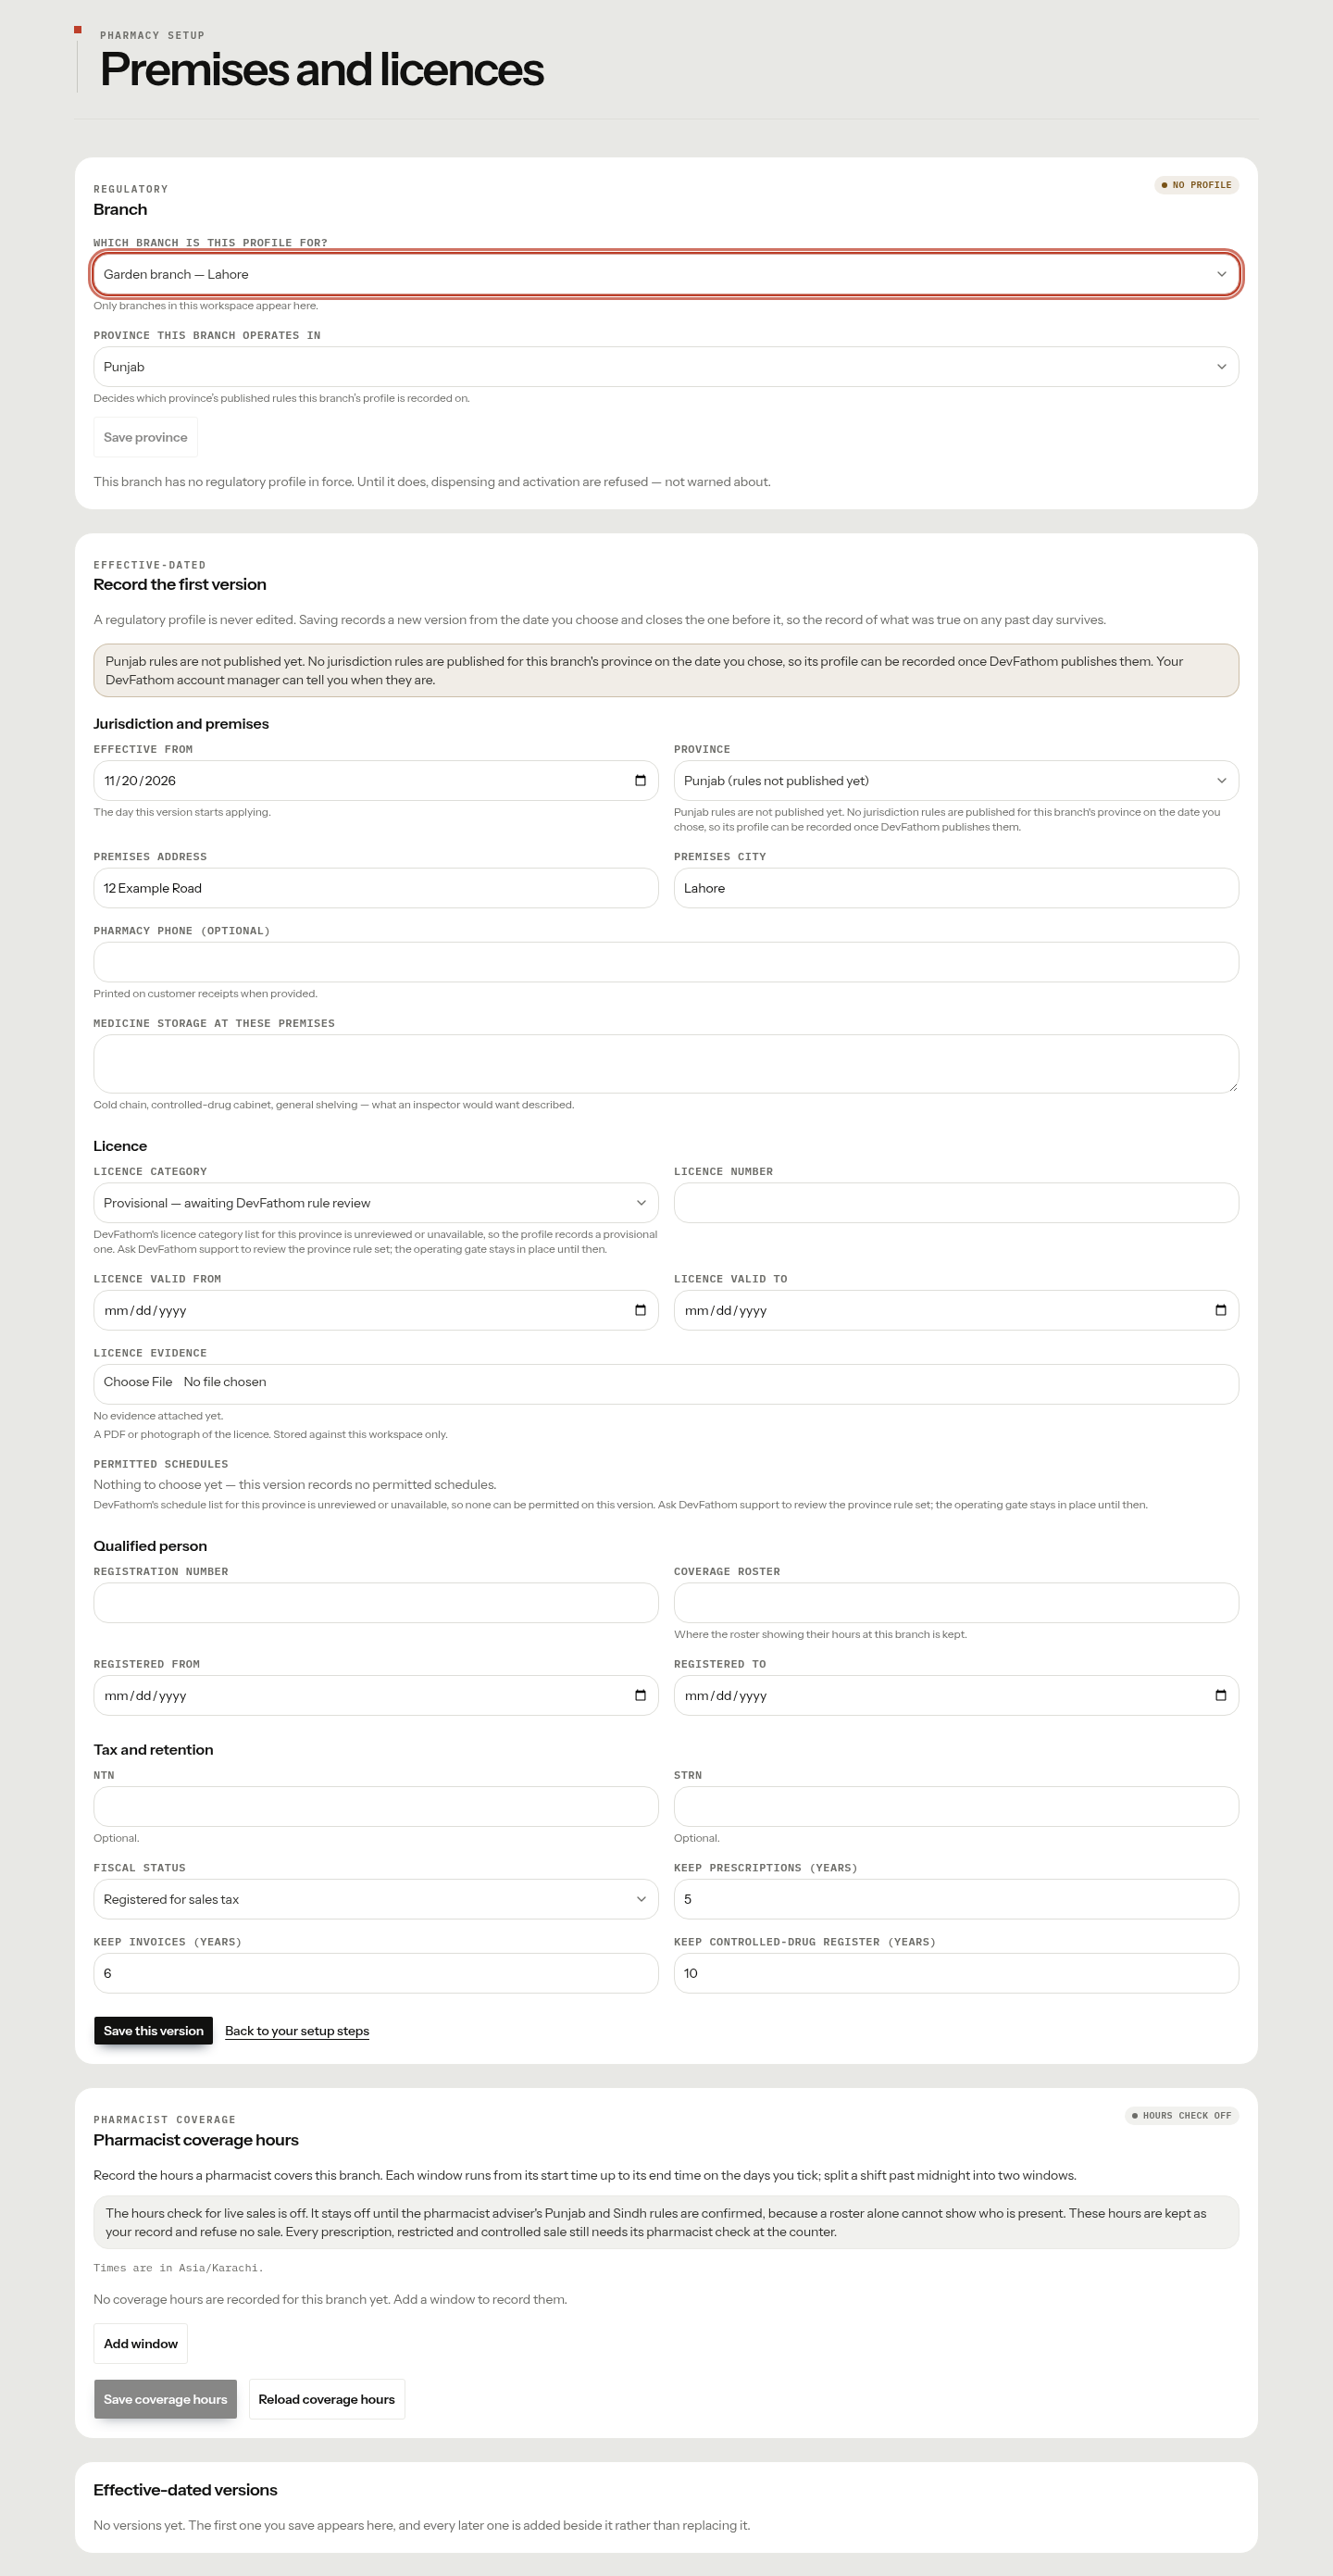 PHARMACY SETUP
Premises and licences
NO PROFILE
REGULATORY
Branch
WHICH BRANCH IS THIS PROFILE FOR?
Garden branch — Lahore
Only branches in this workspace appear here.
PROVINCE THIS BRANCH OPERATES IN
Punjab
Decides which province's published rules this branch's profile is recorded on.
Save province
This branch has no regulatory profile in force. Until it does, dispensing and activation are refused — not warned about.
EFFECTIVE-DATED
Record the first version
A regulatory profile is never edited. Saving records a new version from the date you choose and closes the one before it, so the record of what was true on any past day survives.
Punjab rules are not published yet. No jurisdiction rules are published for this branch's province on the date you chose, so its profile can be recorded once DevFathom publishes them. Your
DevFathom account manager can tell you when they are.
Jurisdiction and premises
EFFECTIVE FROM
PROVINCE
11/20/2026
Punjab (rules not published yet)
The day this version starts applying.
Punjab rules are not published yet. No jurisdiction rules are published for this branch's province on the date you
chose, so its profile can be recorded once DevFathom publishes them.
PREMISES ADDRESS
PREMISES CITY
12 Example Road
Lahore
PHARMACY PHONE (OPTIONAL)
Printed on customer receipts when provided.
MEDICINE STORAGE AT THESE PREMISES
Cold chain, controlled-drug cabinet, general shelving — what an inspector would want described.
Licence
LICENCE CATEGORY
LICENCE NUMBER
Provisional — awaiting DevFathom rule review
DevFathom's licence category list for this province is unreviewed or unavailable, so the profile records a provisional
one. Ask DevFathom support to review the province rule set; the operating gate stays in place until then.
LICENCE VALID FROM
LICENCE VALID TO
mm/dd/yyyy
mm/dd/yyyy
LICENCE EVIDENCE
Choose File No file chosen
No evidence attached yet.
A PDF or photograph of the licence. Stored against this workspace only.
PERMITTED SCHEDULES
Nothing to choose yet — this version records no permitted schedules.
DevFathom's schedule list for this province is unreviewed or unavailable, so none can be permitted on this version. Ask DevFathom support to review the province rule set; the operating gate stays in place until then.
Qualified person
REGISTRATION NUMBER
COVERAGE ROSTER
Where the roster showing their hours at this branch is kept.
REGISTERED FROM
REGISTERED TO
mm/dd/yyyy
mm/dd/yyyy
Tax and retention
NTN
STRN
Optional.
Optional.
FISCAL STATUS
KEEP PRESCRIPTIONS (YEARS)
Registered for sales tax
5
KEEP INVOICES (YEARS)
KEEP CONTROLLED-DRUG REGISTER (YEARS)
6
10
Save this version
Back to your setup steps
HOURS CHECK OFF
PHARMACIST COVERAGE
Pharmacist coverage hours
Record the hours a pharmacist covers this branch. Each window runs from its start time up to its end time on the days you tick; split a shift past midnight into two windows.
The hours check for live sales is off. It stays off until the pharmacist adviser's Punjab and Sindh rules are confirmed, because a roster alone cannot show who is present. These hours are kept as
your record and refuse no sale. Every prescription, restricted and controlled sale still needs its pharmacist check at the counter.
Times are in Asia/Karachi.
No coverage hours are recorded for this branch yet. Add a window to record them.
Add window
Save coverage hours
Reload coverage hours
Effective-dated versions
No versions yet. The first one you save appears here, and every later one is added beside it rather than replacing it.